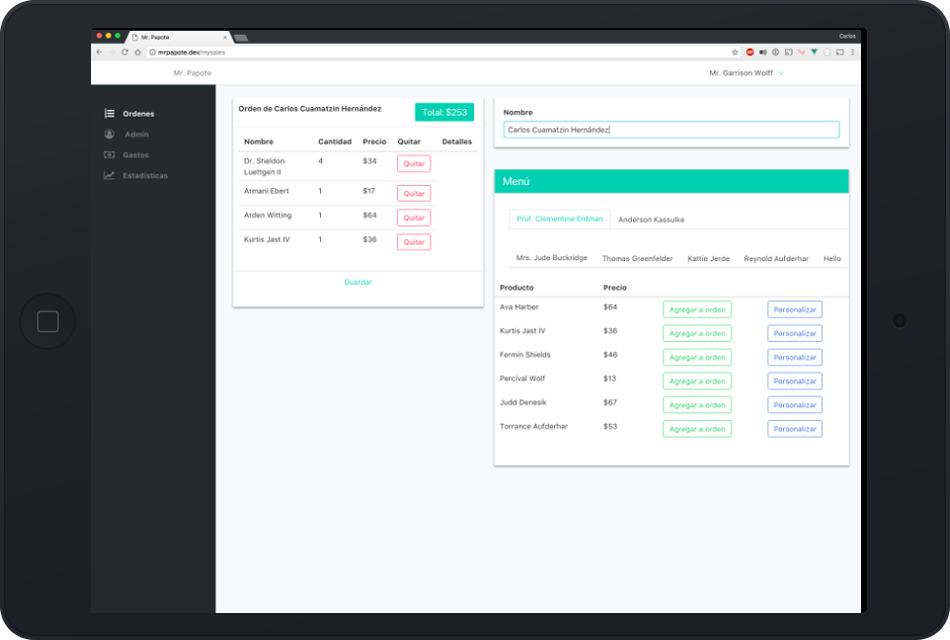 Mr. Papote
Carlos
mrpapote.dev/mysales
Mr. Papote
Mr. Garrison Wolff
Ordenes
Admin
Gastos
Estadísticas
Orden de Carlos Cuamatzin Hernández
Total: $253
Nombre Cantidad Precio Quitar Detalles
Dr. Sheldon Luettgen II 4 $34 Quitar
Armani Ebert 1 $17 Quitar
Arden Witting 1 $64 Quitar
Kurtis Jast IV 1 $36 Quitar
Guardar
Nombre
Carlos Cuamatzin Hernández
Menú
Prof. Clementine Erdman Anderson Kassulke
Mrs. Jude Buckridge Thomas Greenfelder Kattie Jerde Reynold Aufderhar Hello
Producto Precio
Ava Harber $64 Agregar a orden Personalizar
Kurtis Jast IV $36 Agregar a orden Personalizar
Fermin Shields $46 Agregar a orden Personalizar
Percival Wolf $13 Agregar a orden Personalizar
Judd Denesik $67 Agregar a orden Personalizar
Torrance Aufderhar $53 Agregar a orden Personalizar